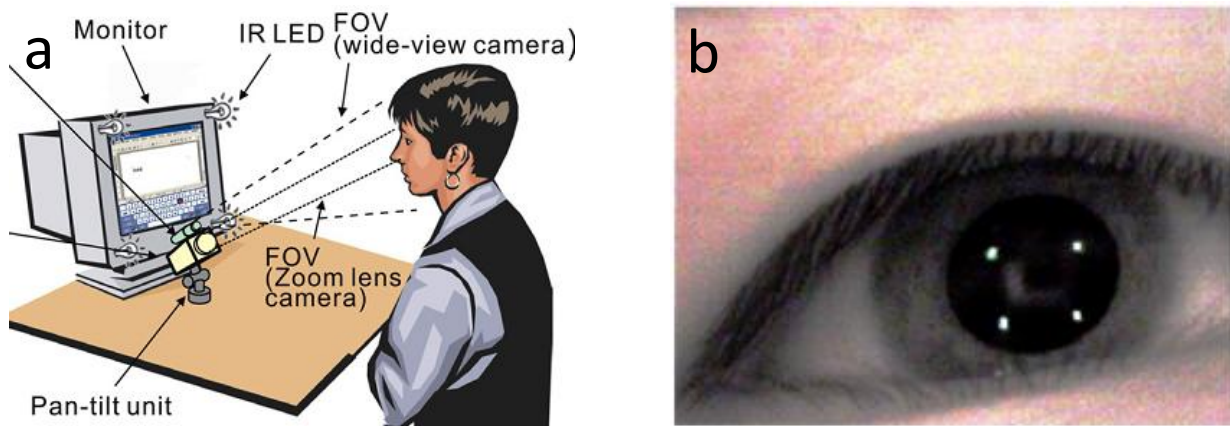 a
Monitor
IR LED
FOV
(wide-view camera)
FOV
(Zoom lens
camera)
Pan-tilt unit
b